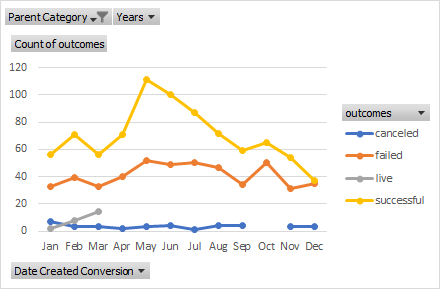 Parent Category Years
Count of outcomes
120
100
80
60
40
20
0
Jan Feb Mar Apr May Jun Jul Aug Sep Oct Nov Dec
outcomes
canceled
failed
live
successful
Date Created Conversion